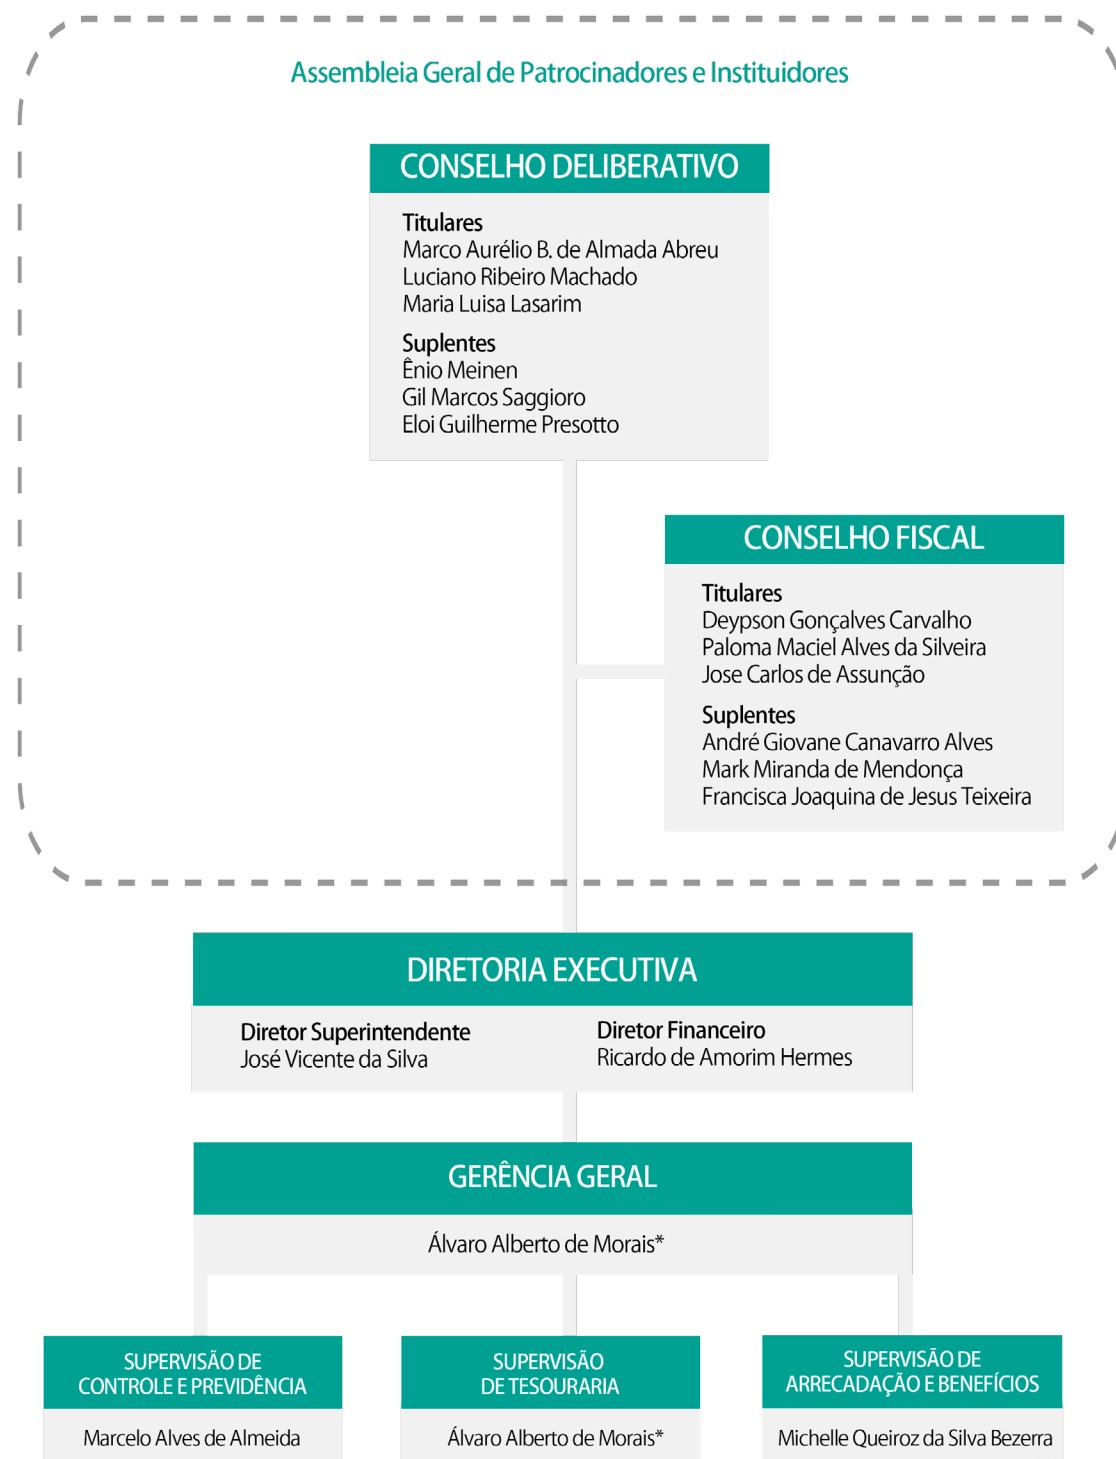 Assembleia Geral de Patrocinadores e Instituidores
CONSELHO DELIBERATIVO
Titulares
Marco Aurélio B. de Almada Abreu
Luciano Ribeiro Machado
Maria Luisa Lasarim
Suplentes
Ênio Meinen
Gil Marcos Saggioro
Eloi Guilherme Presotto
CONSELHO FISCAL
Titulares
Deypson Gonçalves Carvalho
Paloma Maciel Alves da Silveira
Jose Carlos de Assunção
Suplentes
André Giovane Canavarro Alves
Mark Miranda de Mendonça
Francisca Joaquina de Jesus Teixeira
DIRETORIA EXECUTIVA
Diretor Superintendente
José Vicente da Silva
Diretor Financeiro
Ricardo de Amorim Hermes
GERÊNCIA GERAL
Álvaro Alberto de Morais*
SUPERVISÃO DE
CONTROLE E PREVIDÊNCIA
Marcelo Alves de Almeida
SUPERVISÃO
DE TESOURARIA
Álvaro Alberto de Morais*
SUPERVISÃO DE
ARRECADAÇÃO E BENEFÍCIOS
Michelle Queiroz da Silva Bezerra